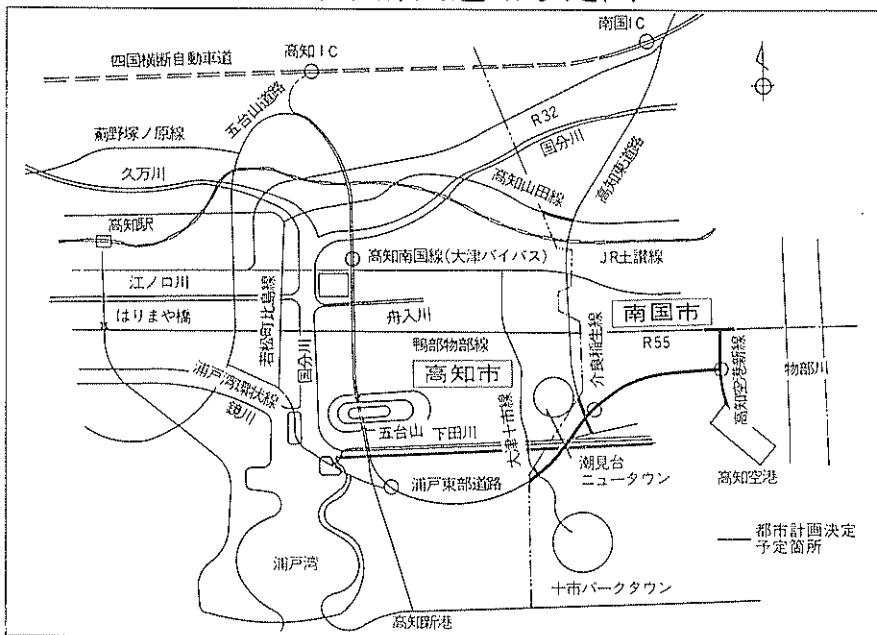 南国IC
高知IC
四国横断自動車道
五台山道路
R32
国分川
薊野塚ノ原線
久万川
高知山田線
高知東道路
高知駅
高知南国線(大津バイパス)
JR土讃線
江ノ口川
はりまや橋
若松町比島線
国分川
舟入川
鴨部物部線
介良稲生線
南国市
R55
高知空港新線
物部川
浦戸湾環状線
鏡川
高知市
五台山
下田川
大津十市線
潮見台
ニュータウン
高知空港
浦戸東部道路
都市計画決定
予定箇所
浦戸湾
十市パークタウン
高知新港